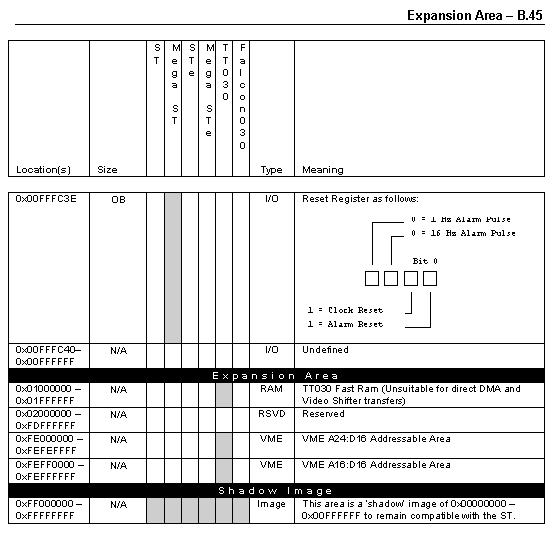 Expansion Area – B.45
Location(s) Size ST Mega ST STe Mega STe TT030 Falcon030 Type Meaning
0x00FFFC3E OB I/O Reset Register as follows:
0 = 1 Hz Alarm Pulse
0 = 16 Hz Alarm Pulse
Bit 0
1 = Clock Reset
1 = Alarm Reset
0x00FFFC40– N/A I/O Undefined
0x00FFFFFF
Expansion Area
0x01000000 – N/A RAM TT030 Fast Ram (Unsuitable for direct DMA and
0x01FFFFFF Video Shifter transfers)
0x02000000 – N/A RSVD Reserved
0xFDFFFFFF
0xFE000000 – N/A VME VME A24:D16 Addressable Area
0xFEFEFFFF
0xFEFF0000 – N/A VME VME A16:D16 Addressable Area
0xFEFFFFFF
Shadow Image
0xFF000000 – N/A Image This area is a 'shadow' image of 0x00000000 –
0xFFFFFFFF 0x00FFFFFF to remain compatible with the ST.